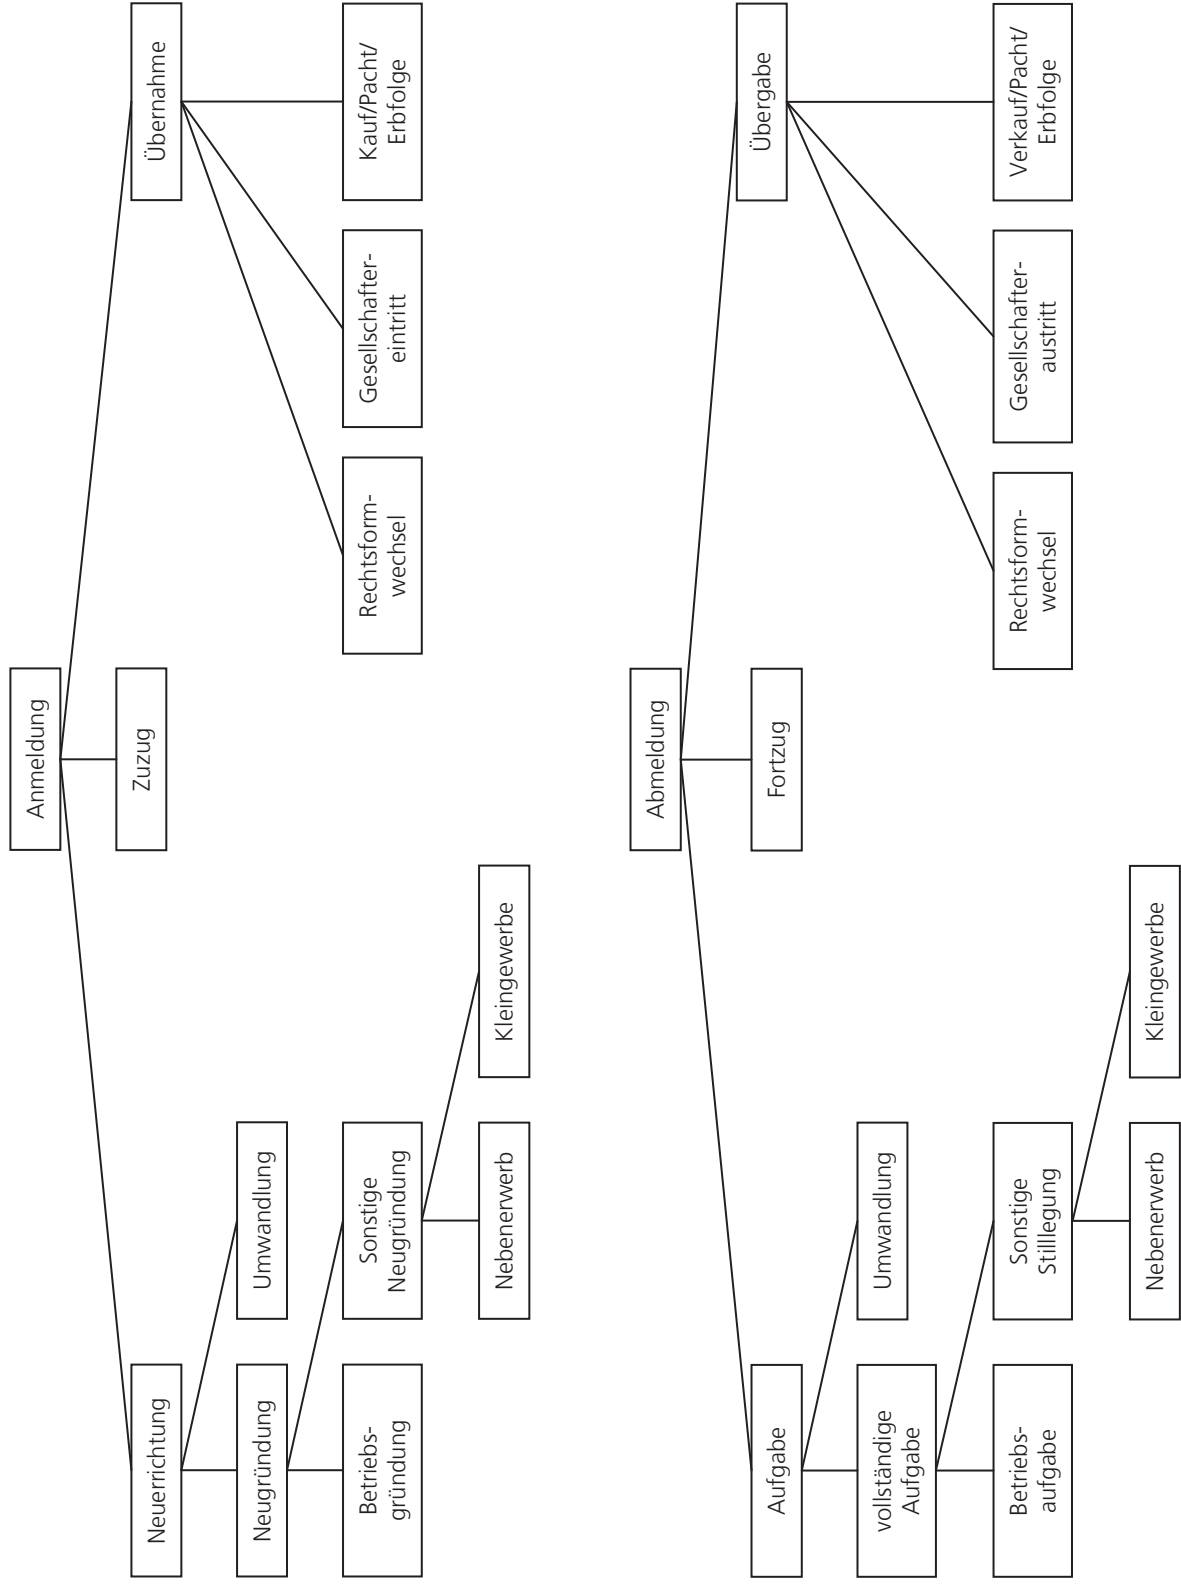 Anmeldung
Neuerrichtung
Zuzug
Übernahme
Neugründung
Umwandlung
Betriebs-
gründung
Sonstige
Neugründung
Rechtsform-
wechsel
Gesellschafter-
eintritt
Kauf/Pacht/
Erbfolge
Nebenerwerb
Kleingewerbe
Abmeldung
Aufgabe
Fortzug
Übergabe
vollständige
Aufgabe
Umwandlung
Betriebs-
aufgabe
Sonstige
Stilllegung
Rechtsform-
wechsel
Gesellschafter-
austritt
Verkauf/Pacht/
Erbfolge
Nebenerwerb
Kleingewerbe